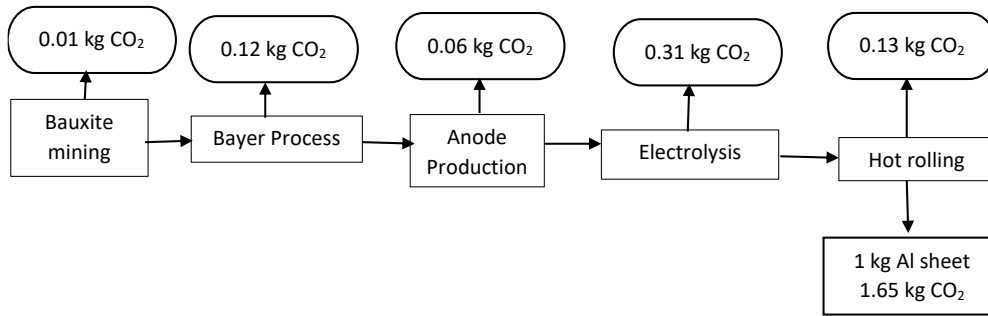 0.01 kg CO₂
0.12 kg CO₂
0.06 kg CO₂
0.31 kg CO₂
0.13 kg CO₂
Bauxite
mining
Bayer Process
Anode
Production
Electrolysis
Hot rolling
1 kg Al sheet
1.65 kg CO₂